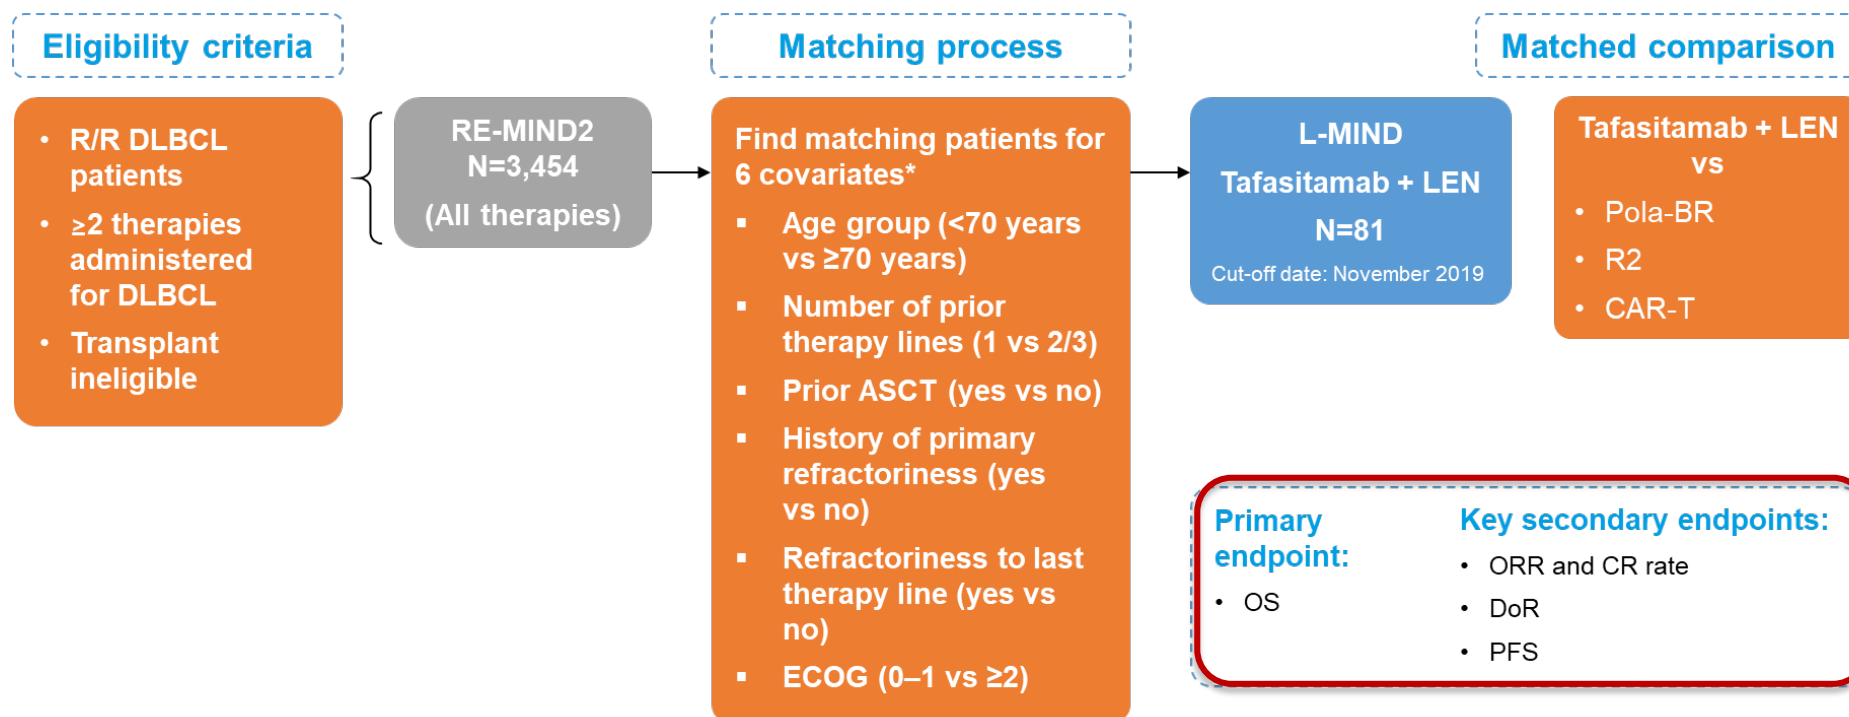 Eligibility criteria
Matching process
Matched comparison
• R/R DLBCL
patients
• ≥2 therapies
administered
for DLBCL
• Transplant
ineligible
RE-MIND2
N=3,454
(All therapies)
Find matching patients for
6 covariates*
▪ Age group (<70 years
vs ≥70 years)
▪ Number of prior
therapy lines (1 vs 2/3)
▪ Prior ASCT (yes vs no)
▪ History of primary
refractoriness (yes
vs no)
▪ Refractoriness to last
therapy line (yes vs
no)
▪ ECOG (0–1 vs ≥2)
L-MIND
Tafasitamab + LEN
N=81
Cut-off date: November 2019
Tafasitamab + LEN
vs
• Pola-BR
• R2
• CAR-T
Primary
endpoint:
• OS
Key secondary endpoints:
• ORR and CR rate
• DoR
• PFS